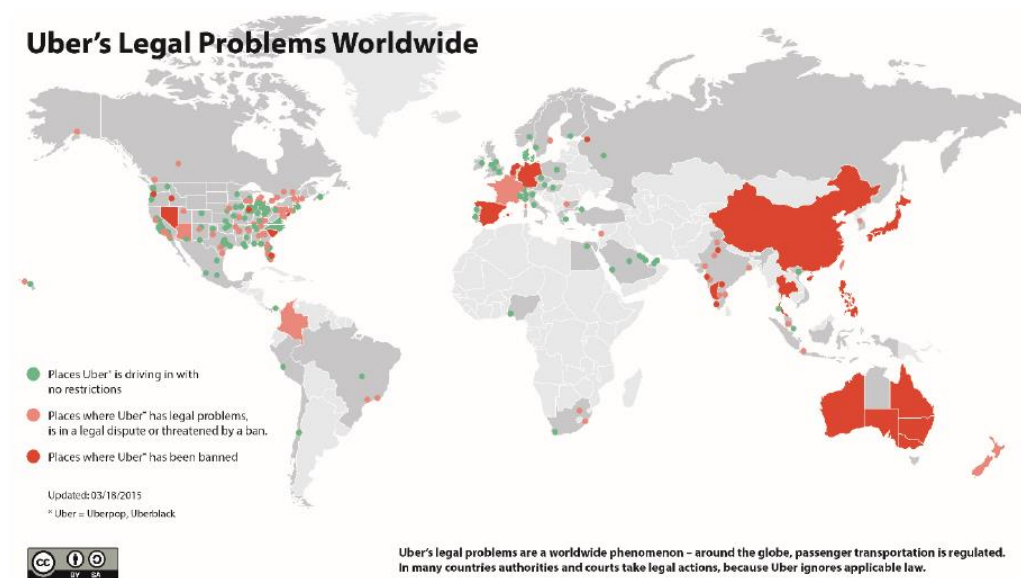 Uber's Legal Problems Worldwide
Places Uber* is driving in with
no restrictions
Places where Uber* has legal problems,
is in a legal dispute or threatened by a ban.
Places where Uber* has been banned
Updated: 03/18/2015
* Uber = Uberpop, Uberblack
cc
BY SA
Uber's legal problems are a worldwide phenomenon – around the globe, passenger transportation is regulated.
In many countries authorities and courts take legal actions, because Uber ignores applicable law.